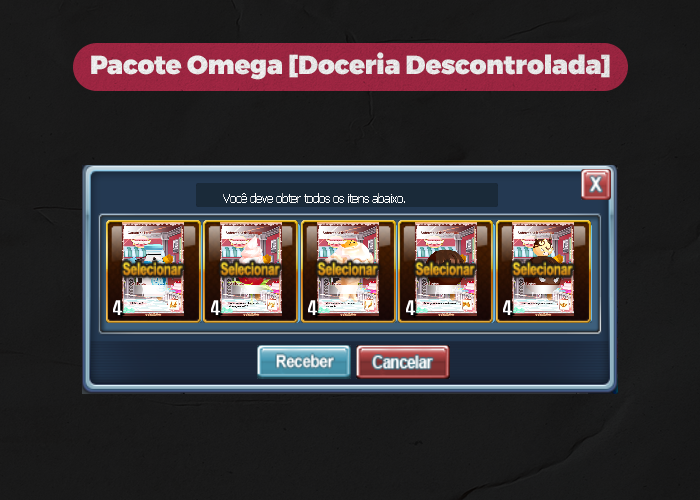 Pacote Omega [Doceria Descontrolada]
X
Você deve obter todos os itens abaixo.
Selecionar Selecionar Selecionar Selecionar Selecionar
4 4 4 4 4
Receber Cancelar